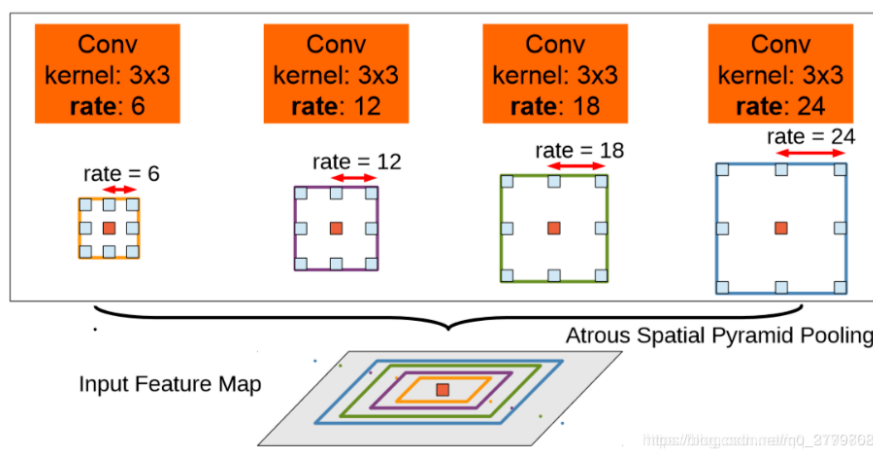 Conv
kernel: 3x3
rate: 6
Conv
kernel: 3x3
rate: 12
Conv
kernel: 3x3
rate: 18
Conv
kernel: 3x3
rate: 24
rate = 6
rate = 12
rate = 18
rate = 24
Atrous Spatial Pyramid Pooling
Input Feature Map